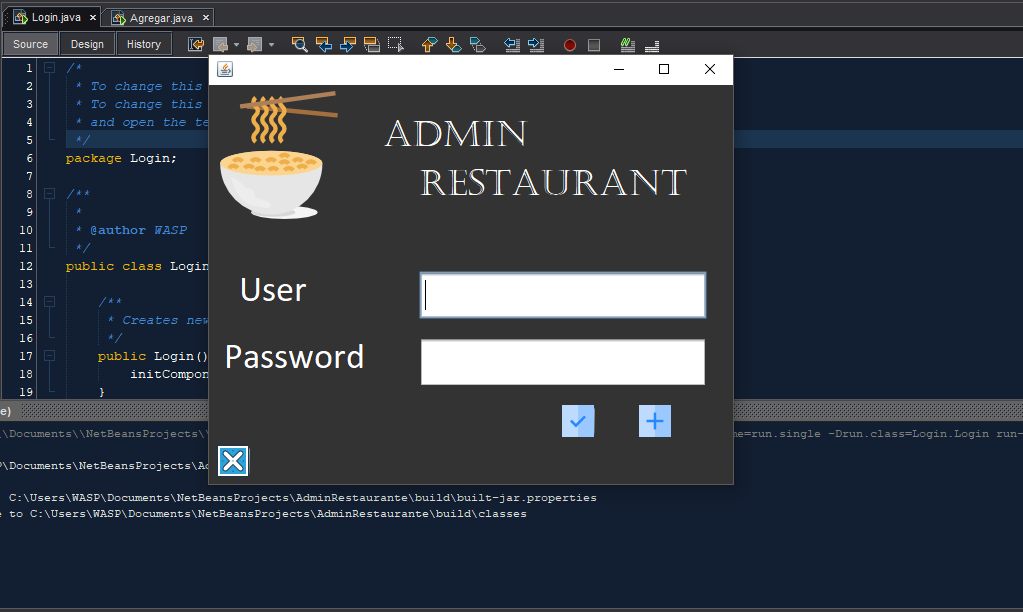 Login.java × Agregar.java ×
Source Design History
1 /*
2 * To change this
3 * To change this
4 * and open the te
5 */
6 package Login;
7
8 /**
9 *
10 * @author WASP
11 */
12 public class Login
13
14 /**
15 * Creates new
16 */
17 public Login()
18 initCompon
19 }
ADMIN
RESTAURANT
User
Password
e)
\Documents\\NetBeansProjects\\
me=run.single -Drun.class=Login.Login run-
P\Documents\NetBeansProjects\Ad
C:\Users\WASP\Documents\NetBeansProjects\AdminRestaurante\build\built-jar.properties
e to C:\Users\WASP\Documents\NetBeansProjects\AdminRestaurante\build\classes